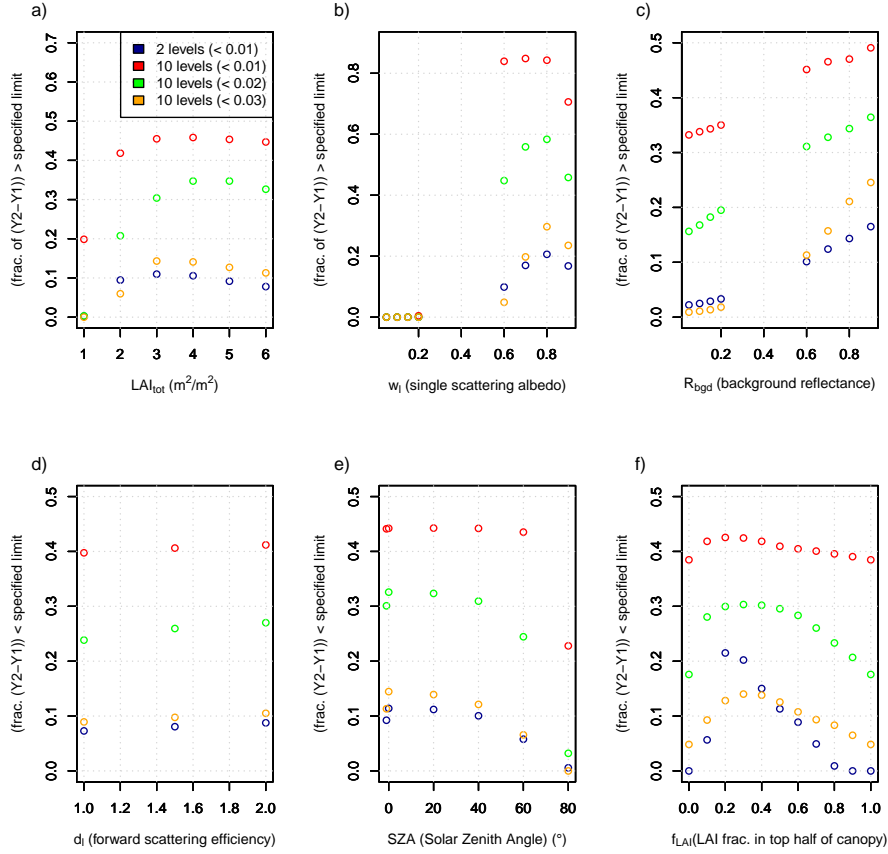 a)
(frac. of (Y2−Y1)) > specified limit
0.0 0.1 0.2 0.3 0.4 0.5 0.6 0.7
2 levels (< 0.01)
10 levels (< 0.01)
10 levels (< 0.02)
10 levels (< 0.03)
1 2 3 4 5 6
LAI_tot (m²/m²)
b)
(frac. of (Y2−Y1)) > specified limit
0.0 0.2 0.4 0.6 0.8
0.2 0.4 0.6 0.8
w_l (single scattering albedo)
c)
(frac. of (Y2−Y1)) > specified limit
0.0 0.1 0.2 0.3 0.4 0.5
0.2 0.4 0.6 0.8
R_bgd (background reflectance)
d)
(frac. (Y2−Y1)) < specified limit
0.0 0.1 0.2 0.3 0.4 0.5
1.0 1.2 1.4 1.6 1.8 2.0
d_l (forward scattering efficiency)
e)
(frac. (Y2−Y1)) < specified limit
0.0 0.1 0.2 0.3 0.4 0.5
0 20 40 60 80
SZA (Solar Zenith Angle) (°)
f)
(frac. (Y2−Y1)) < specified limit
0.0 0.1 0.2 0.3 0.4 0.5
0.0 0.2 0.4 0.6 0.8 1.0
f_LAI(LAI frac. in top half of canopy)